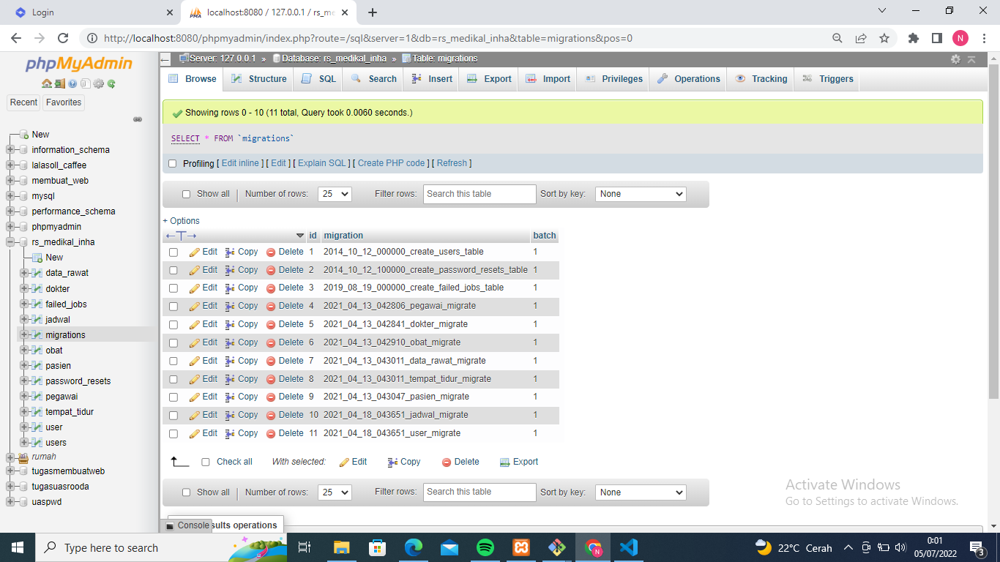 Login
localhost:8080 / 127.0.0.1 / rs_me
http://localhost:8080/phpmyadmin/index.php?route=/sql&server=1&db=rs_medikal_inha&table=migrations&pos=0
N
phpMyAdmin
Recent Favorites
New
information_schema
lalasoll_caffee
membuat_web
mysql
performance_schema
phpmyadmin
rs_medikal_inha
New
data_rawat
dokter
failed_jobs
jadwal
migrations
obat
pasien
password_resets
pegawai
tempat_tidur
user
users
rumah
tugasmembuatweb
tugasuasrooda
uaspwd
Server: 127.0.0.1 » Database: rs_medikal_inha » Table: migrations
Browse Structure SQL Search Insert Export Import Privileges Operations Tracking Triggers
Showing rows 0 - 10 (11 total, Query took 0.0060 seconds.)
SELECT * FROM `migrations`
Profiling [ Edit inline ] [ Edit ] [ Explain SQL ] [ Create PHP code ] [ Refresh ]
Show all | Number of rows: 25 Filter rows: Search this table Sort by key: None
+ Options
←T→ id migration batch
Edit Copy Delete 1 2014_10_12_000000_create_users_table 1
Edit Copy Delete 2 2014_10_12_100000_create_password_resets_table 1
Edit Copy Delete 3 2019_08_19_000000_create_failed_jobs_table 1
Edit Copy Delete 4 2021_04_13_042806_pegawai_migrate 1
Edit Copy Delete 5 2021_04_13_042841_dokter_migrate 1
Edit Copy Delete 6 2021_04_13_042910_obat_migrate 1
Edit Copy Delete 7 2021_04_13_043011_data_rawat_migrate 1
Edit Copy Delete 8 2021_04_13_043011_tempat_tidur_migrate 1
Edit Copy Delete 9 2021_04_13_043047_pasien_migrate 1
Edit Copy Delete 10 2021_04_18_043651_jadwal_migrate 1
Edit Copy Delete 11 2021_04_18_043651_user_migrate 1
Check all With selected: Edit Copy Delete Export
Show all | Number of rows: 25 Filter rows: Search this table Sort by key: None
Console sults operations
Activate Windows
Go to Settings to activate Windows.
Type here to search
22°C Cerah
0:01
05/07/2022
3